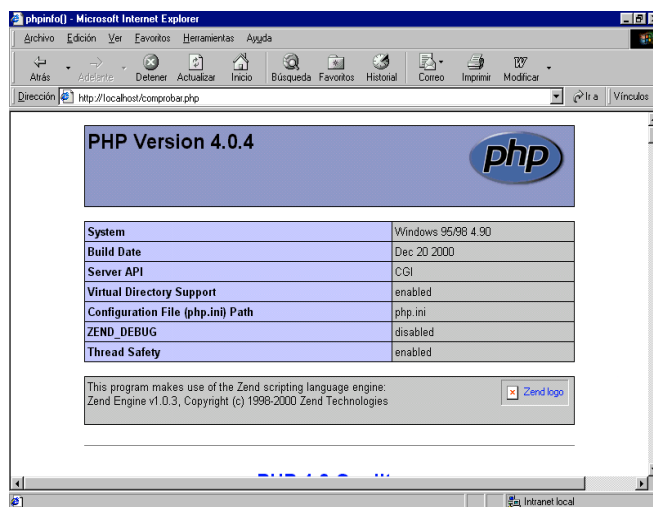 phpinfo() - Microsoft Internet Explorer
Archivo Edición Ver Favoritos Herramientas Ayuda
Atrás Adelante Detener Actualizar Inicio Búsqueda Favoritos Historial Correo Imprimir Modificar
Dirección http://localhost/comprobar.php Ir a Vínculos
PHP Version 4.0.4
php
System Windows 95/98 4.90
Build Date Dec 20 2000
Server API CGI
Virtual Directory Support enabled
Configuration File (php.ini) Path php.ini
ZEND_DEBUG disabled
Thread Safety enabled
This program makes use of the Zend scripting language engine:
Zend Engine v1.0.3, Copyright (c) 1998-2000 Zend Technologies
Zend logo
Intranet local